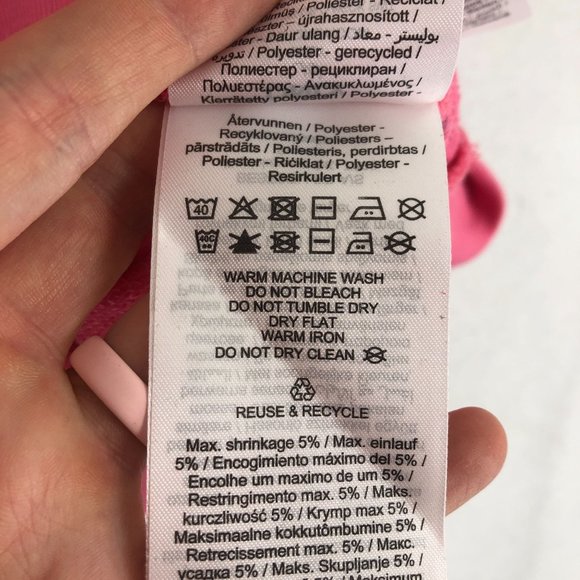 - újrahasznosított /
- Daur ulang / معاد - بوليستر
/ Polyester - gerecycled /
Полиестер - рециклиран /
Πολυεστέρας - Ανακυκλωμένος /
Kierrätetty polyesteri / Polyester -
Återvunnen / Polyester -
Recyklovaný / Poliesters –
pārstrādāts / Poliesteris, perdirbtas /
Poliester - Ričiklat / Polyester -
Resirkulert
40
40C
WARM MACHINE WASH
DO NOT BLEACH
DO NOT TUMBLE DRY
DRY FLAT
WARM IRON
DO NOT DRY CLEAN
REUSE & RECYCLE
Max. shrinkage 5% / Max. einlauf
5% / Encogimiento máximo del 5% /
Encolhe um maximo de um 5% /
Restringimento max. 5% / Maks.
kurczliwość 5% / Krymp max 5% /
Maksimaalne kokkutõmbumine 5% /
Retrecissement max. 5% / Макс.
усадка 5% / Maks. Skupljanje 5% /